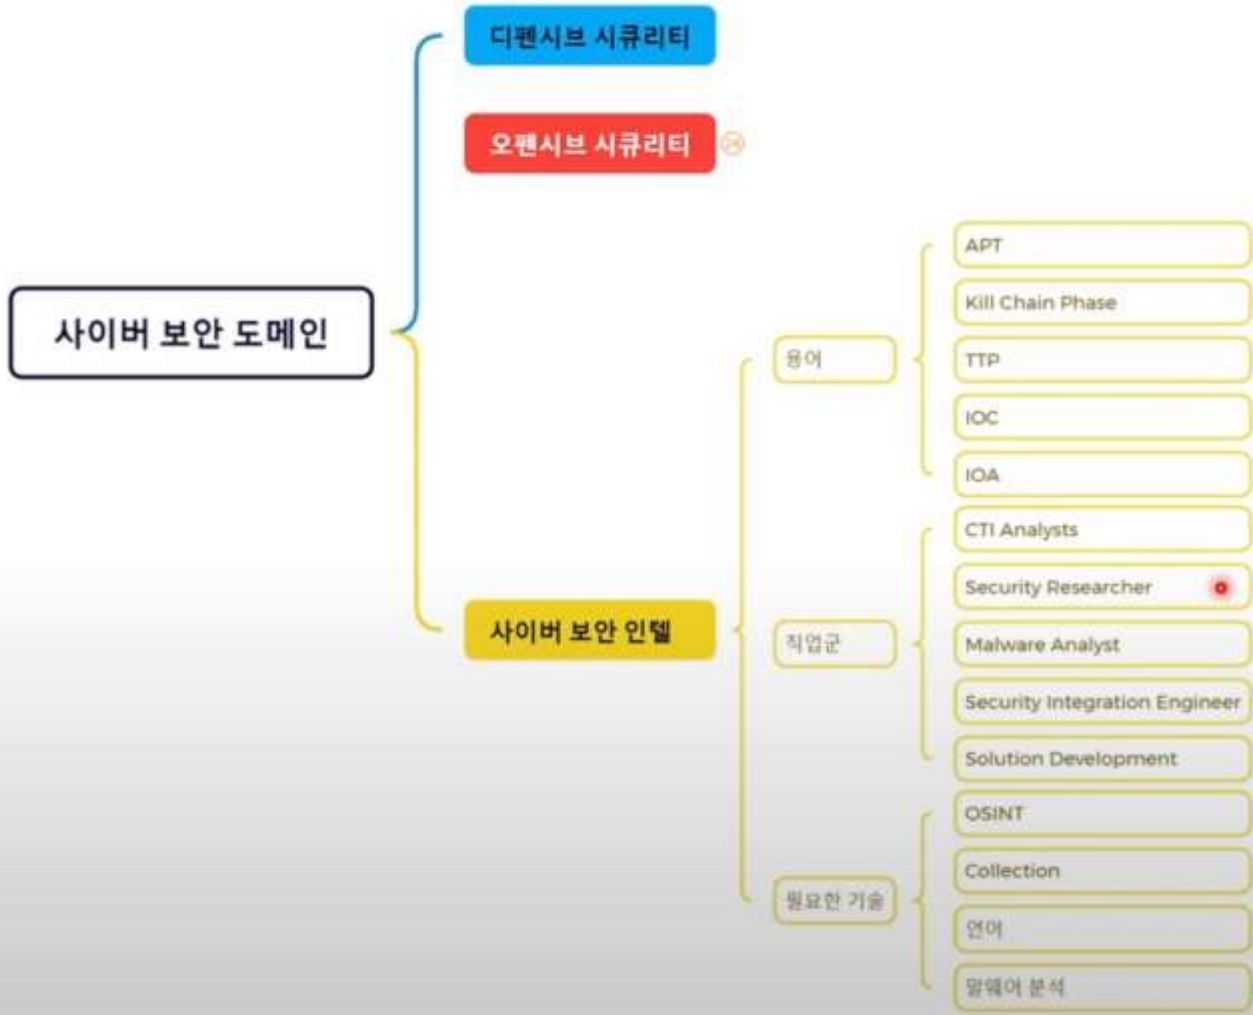 디펜시브 시큐리티
오펜시브 시큐리티
사이버 보안 도메인
사이버 보안 인텔
용어
APT
Kill Chain Phase
TTP
IOC
IOA
직업군
CTI Analysts
Security Researcher
Malware Analyst
Security Integration Engineer
Solution Development
필요한 기술
OSINT
Collection
언어
말웨어 분석